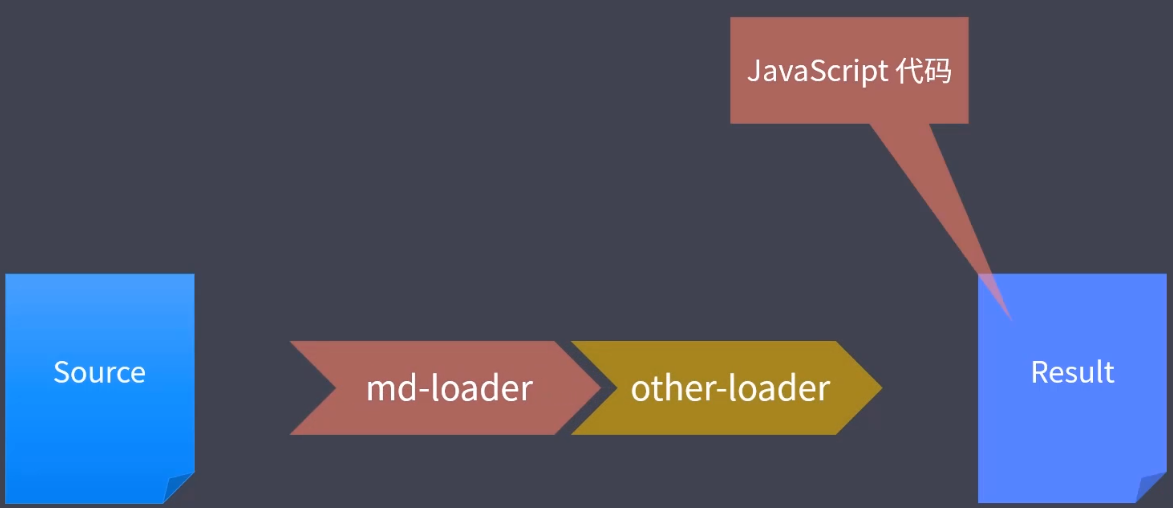 JavaScript 代码
Source
md-loader
other-loader
Result